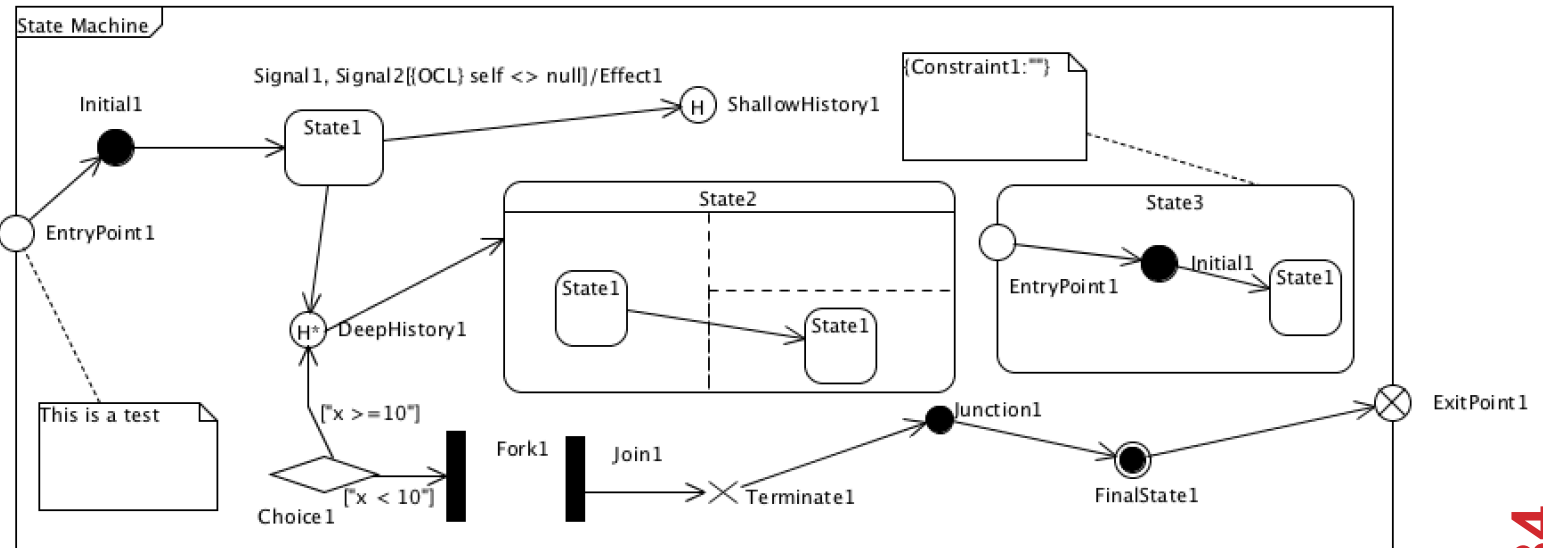 State Machine
Signal1, Signal2[{OCL} self <> null]/Effect1
{Constraint1:""}
Initial1
State1
H
ShallowHistory1
State2
State3
EntryPoint1
State1
State1
EntryPoint1
Initial1
State1
H*
DeepHistory1
This is a test
["x >=10"]
["x < 10"]
Choice1
Fork1
Join1
Terminate1
Junction1
FinalState1
ExitPoint1